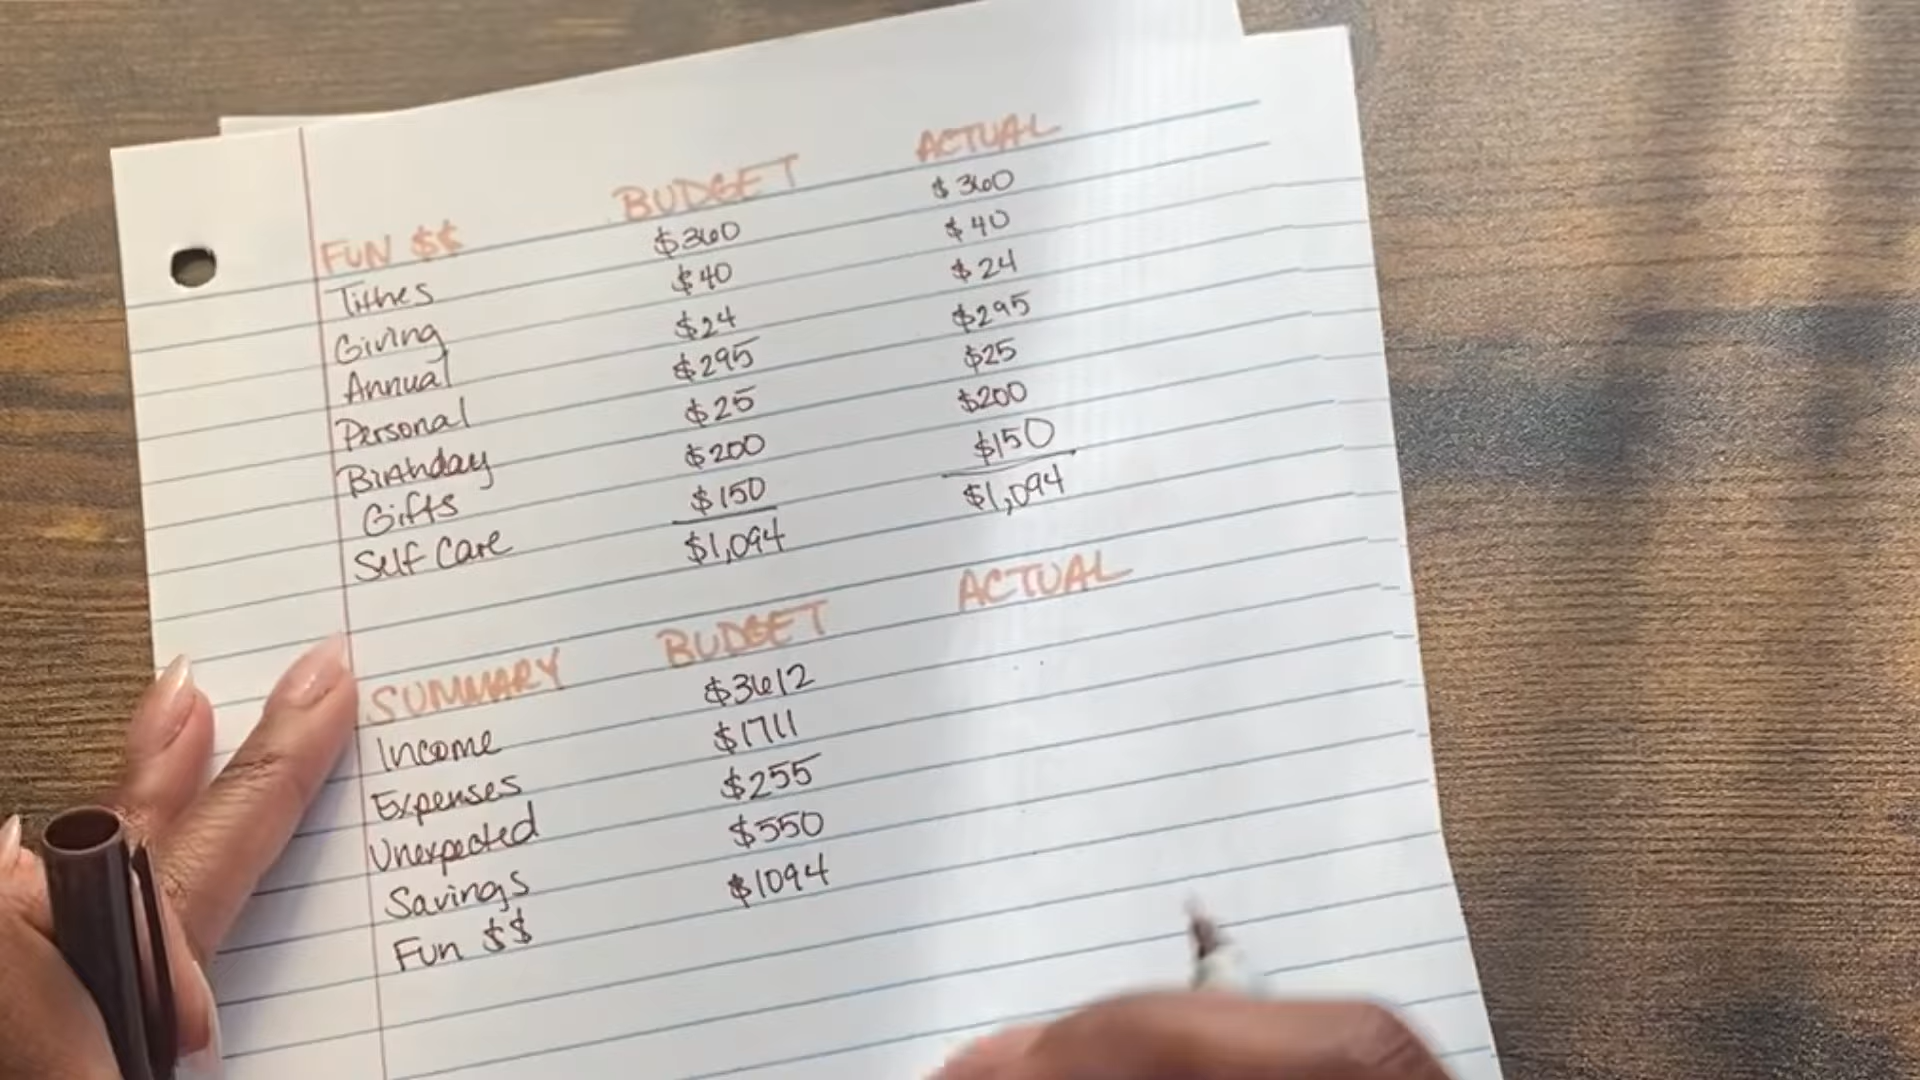 FUN $$ BUDGET ACTUAL
Tithes $360 $360
Giving $40 $40
Annual $24 $24
Personal $295 $295
Birthday $25 $25
Gifts $200 $200
Self Care $150 $150
$1,094 $1,094
SUMMARY BUDGET ACTUAL
Income $3612
Expenses $1711
Unexpected $255
Savings $550
Fun $$ $1094